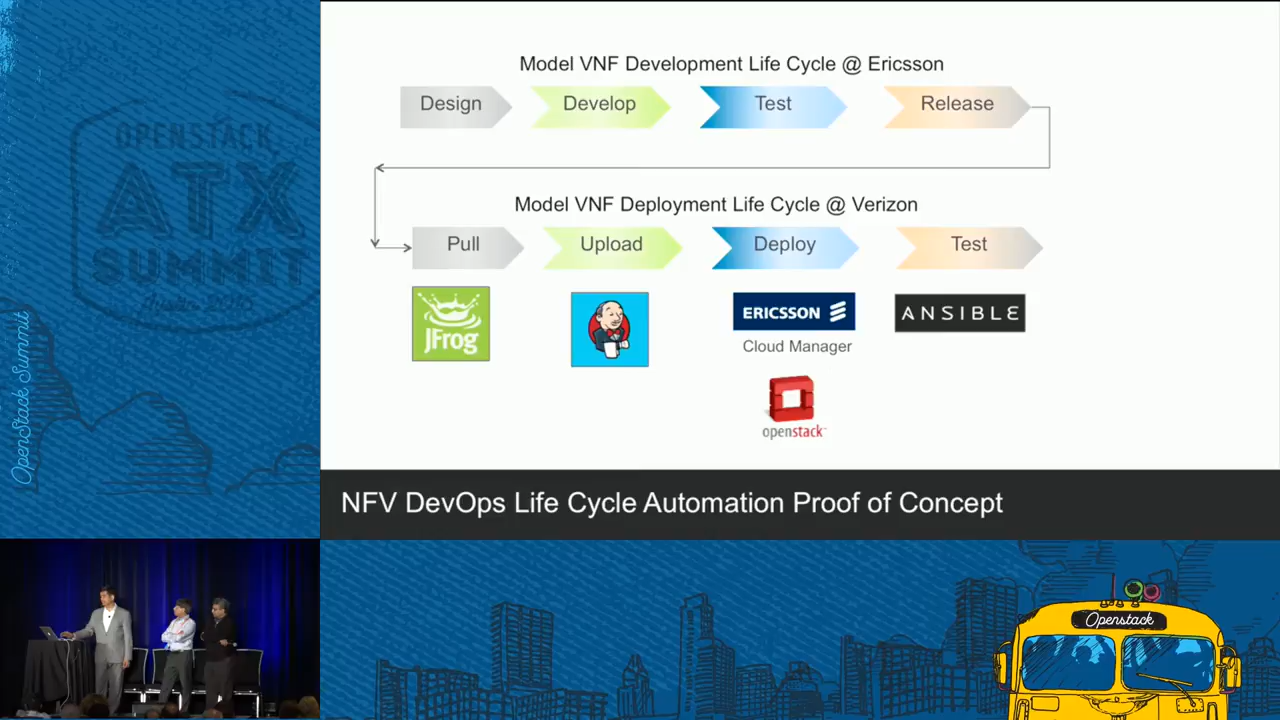 Model VNF Development Life Cycle @ Ericsson
Design
Develop
Test
Release
Model VNF Deployment Life Cycle @ Verizon
Pull
Upload
Deploy
Test
JFrog
ERICSSON
ANSIBLE
Cloud Manager
openstack
NFV DevOps Life Cycle Automation Proof of Concept
OPENSTACK
ATX
SUMMIT
OpenStack Summit
Openstack